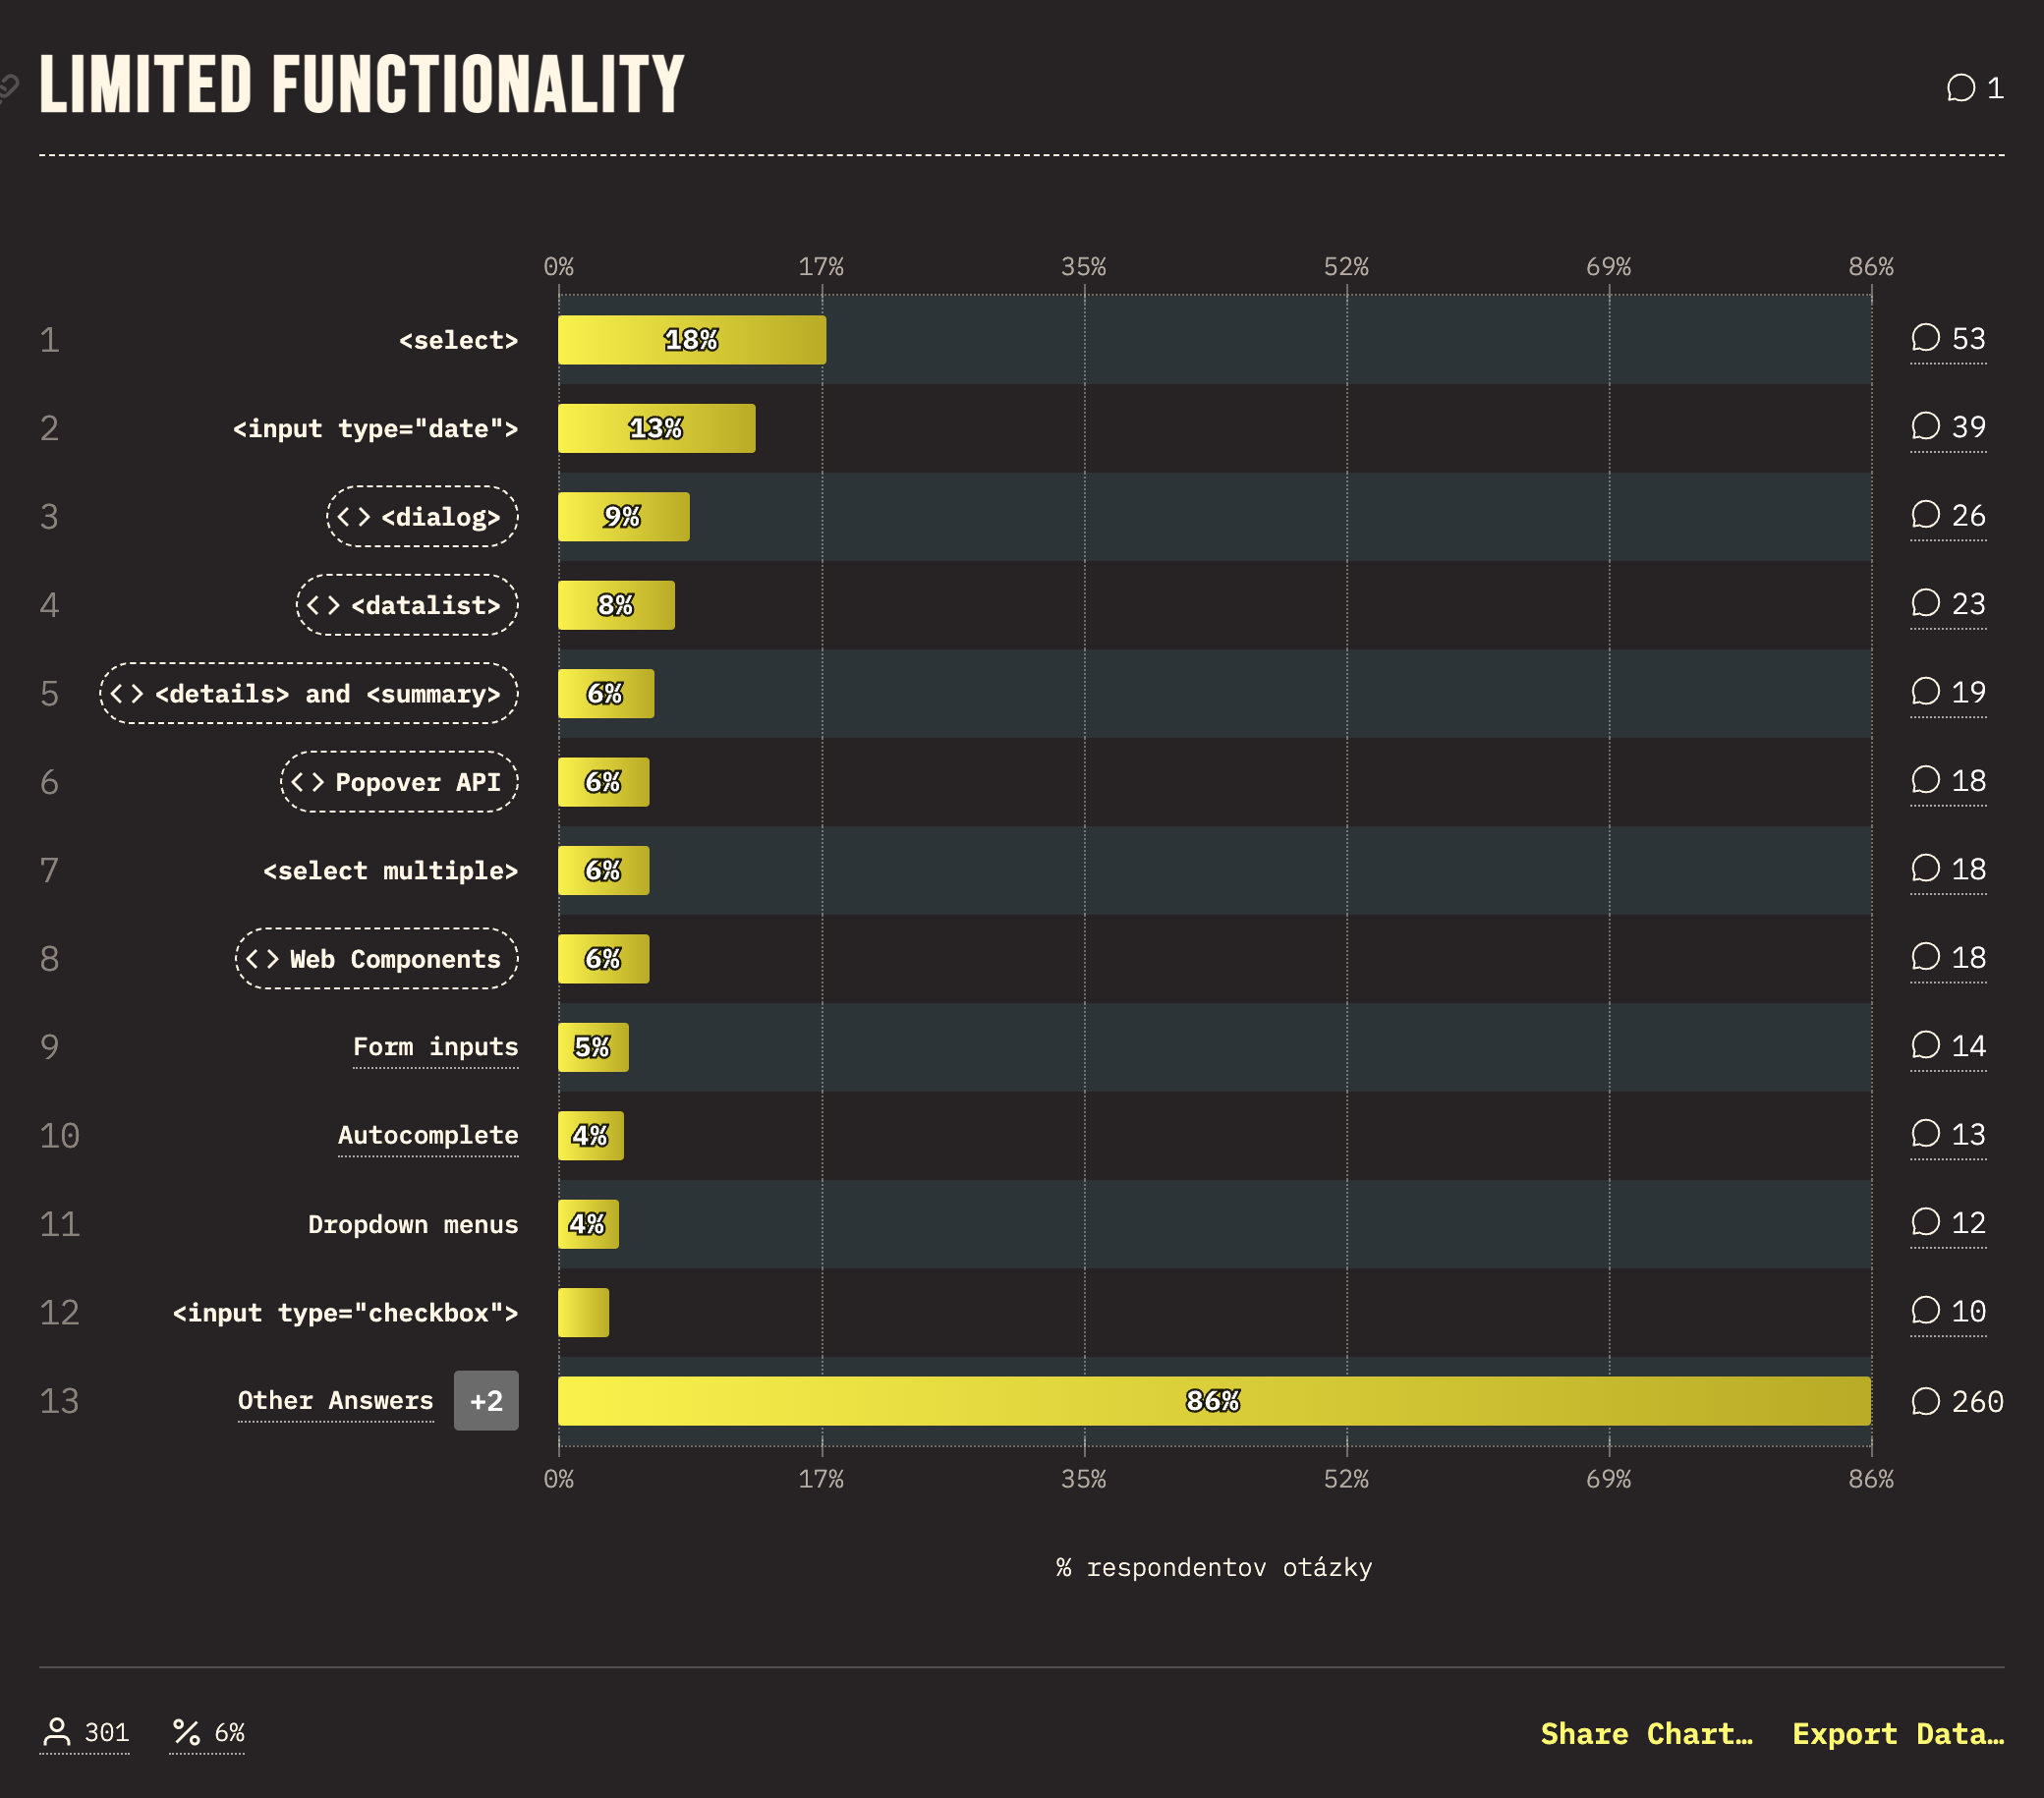 LIMITED FUNCTIONALITY
1
0% 17% 35% 52% 69% 86%
1 <select> 18% 53
2 <input type="date"> 13% 39
3 <> <dialog> 9% 26
4 <> <datalist> 8% 23
5 <> <details> and <summary> 6% 19
6 <> Popover API 6% 18
7 <select multiple> 6% 18
8 <> Web Components 6% 18
9 Form inputs 5% 14
10 Autocomplete 4% 13
11 Dropdown menus 4% 12
12 <input type="checkbox"> 10
13 Other Answers +2 86% 260
0% 17% 35% 52% 69% 86%
% respondentov otázky
301 % 6% Share Chart… Export Data…